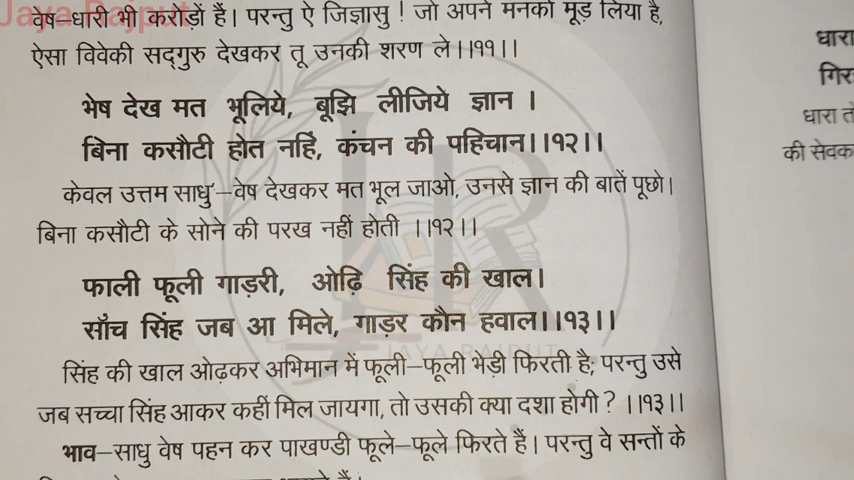 Jaya Rajput
वेष–धारी भी करोड़ों हैं। परन्तु ऐ जिज्ञासु ! जो अपने मनको मूड़ लिया है,
ऐसा विवेकी सद्गुरु देखकर तू उनकी शरण ले।।११।।
भेष देख मत भूलिये, बूझि लीजिये ज्ञान ।
बिना कसौटी होत नहिं, कंचन की पहिचान।।१२।।
केवल उत्तम साधु–वेष देखकर मत भूल जाओ, उनसे ज्ञान की बातें पूछो।
बिना कसौटी के सोने की परख नहीं होती ।।१२।।
फाली फूली गाड़री, ओढ़ि सिंह की खाल।
साँच सिंह जब आ मिले, गाड़र कौन हवाल।।१३।।
JAYA RAJPUT
सिंह की खाल ओढ़कर अभिमान में फूली–फूली भेड़ी फिरती है; परन्तु उसे
जब सच्चा सिंह आकर कहीं मिल जायगा, तो उसकी क्या दशा होगी ? ।।१३।।
भाव–साधु वेष पहन कर पाखण्डी फूले–फूले फिरते हैं। परन्तु वे सन्तों के
धारा
गिर
धारा त
की सेवक